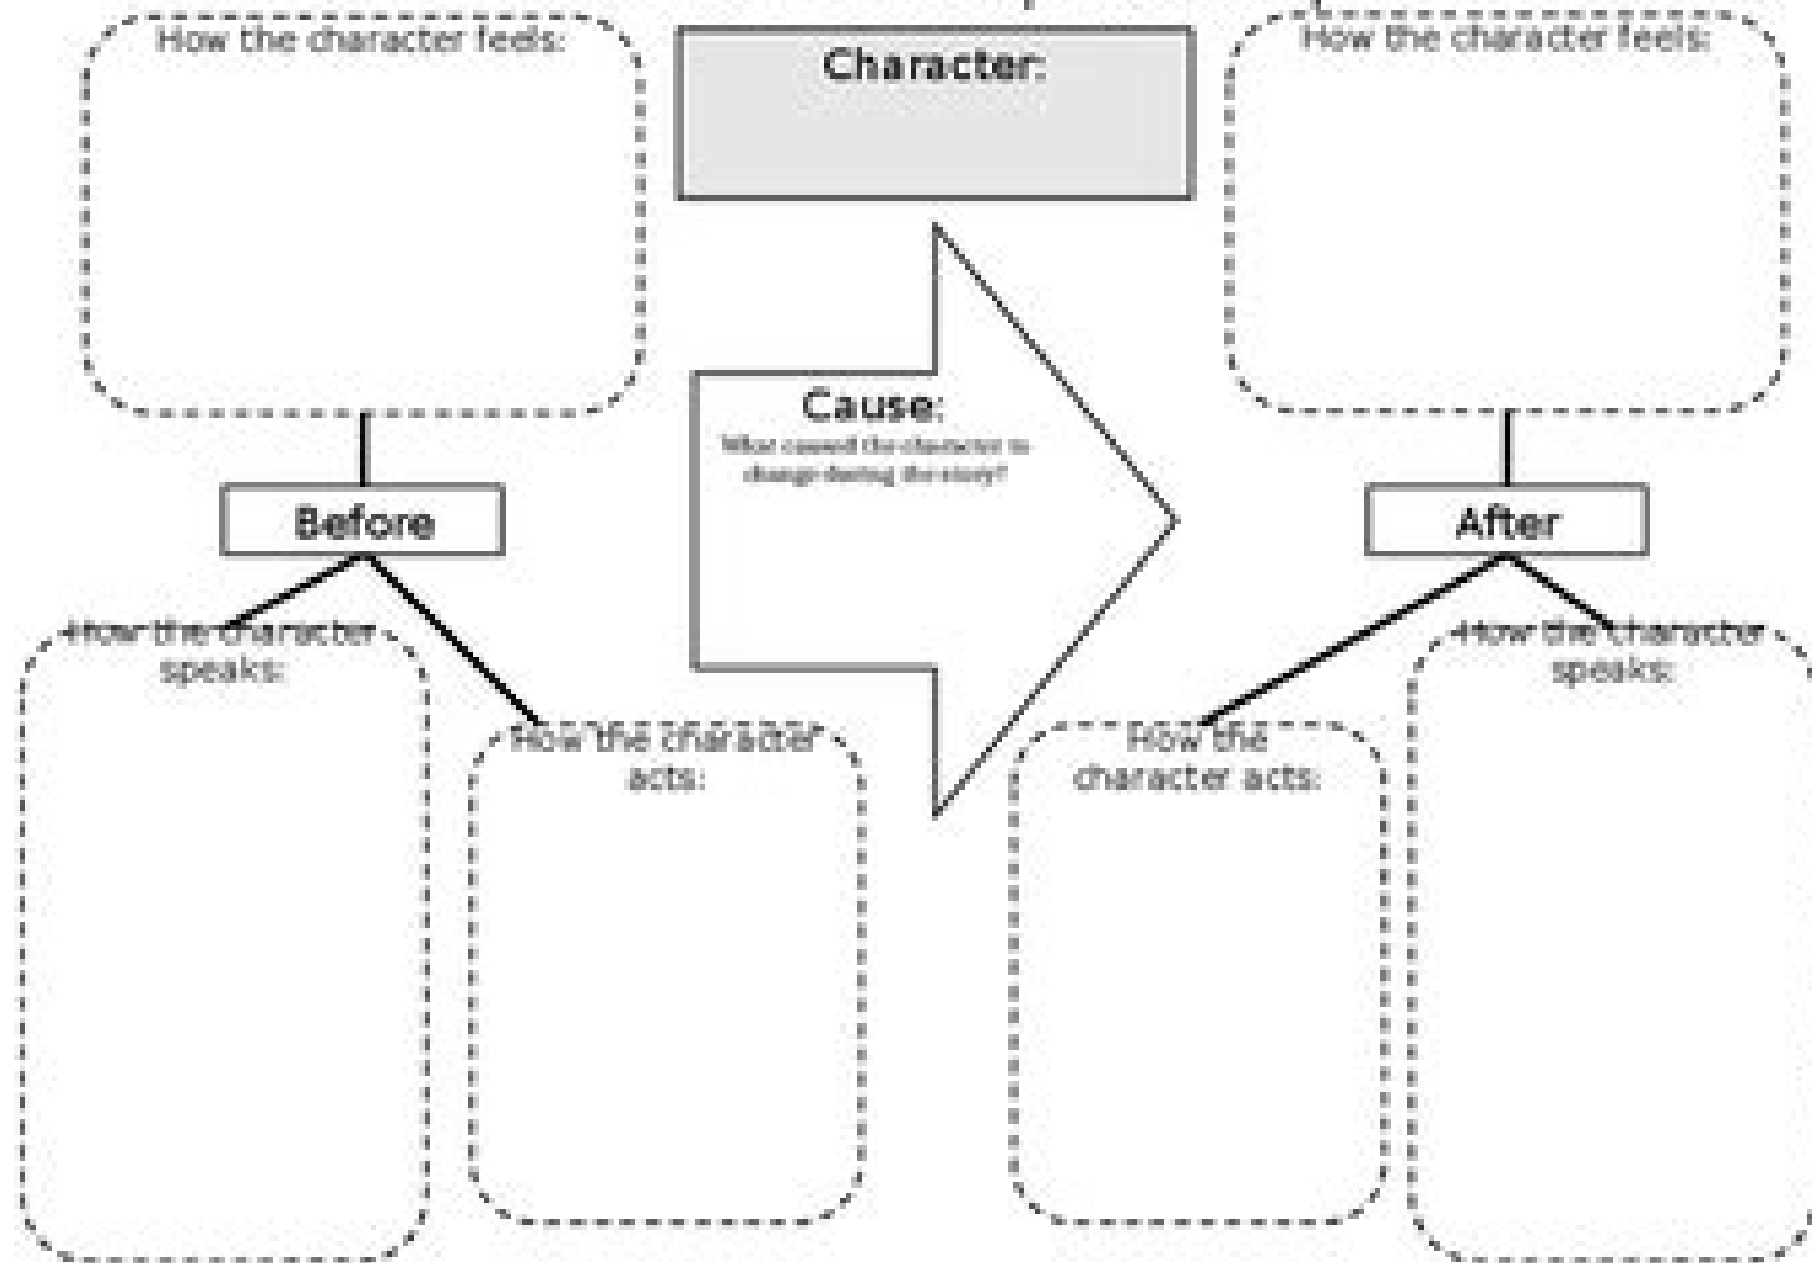 How the character feels:
Character:
How the character feels:
Cause:
What caused the character to
change during the story?
Before
After
How the character
speaks:
How the character
acts:
How the
character acts:
How the character
speaks: